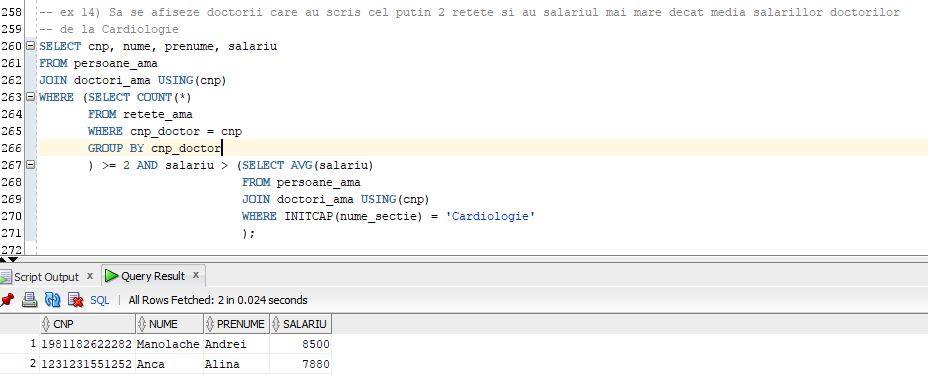 258 -- ex 14) Sa se afiseze doctorii care au scris cel putin 2 retete si au salariul mai mare decat media salarillor doctorilor
259 -- de la Cardiologie
260 SELECT cnp, nume, prenume, salariu
261 FROM persoane_ama
262 JOIN doctori_ama USING(cnp)
263 WHERE (SELECT COUNT(*)
264 FROM retete_ama
265 WHERE cnp_doctor = cnp
266 GROUP BY cnp_doctor
267 ) >= 2 AND salariu > (SELECT AVG(salariu)
268 FROM persoane_ama
269 JOIN doctori_ama USING(cnp)
270 WHERE INITCAP(nume_sectie) = 'Cardiologie'
271 );
272
Script Output x Query Result x
SQL | All Rows Fetched: 2 in 0.024 seconds
CNP NUME PRENUME SALARIU
1 1981182622282 Manolache Andrei 8500
2 1231231551252 Anca Alina 7880